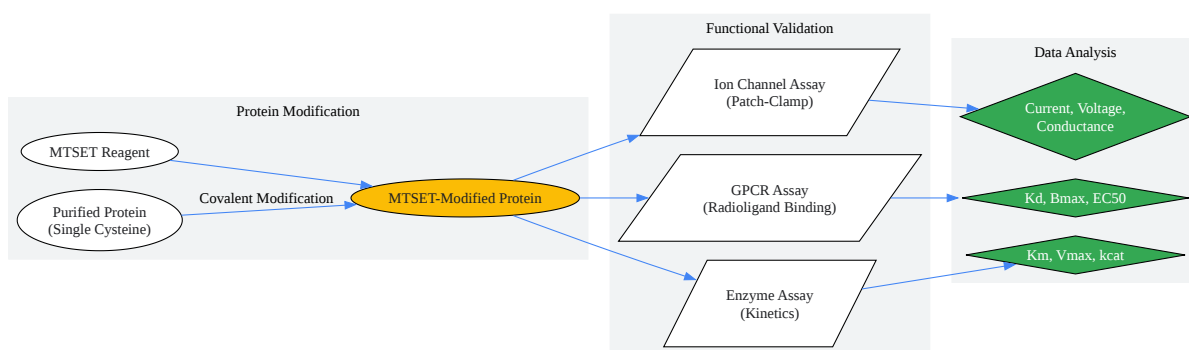 Protein Modification
MTSET Reagent
Purified Protein
(Single Cysteine)
Covalent Modification
MTSET-Modified Protein
Functional Validation
Ion Channel Assay
(Patch-Clamp)
GPCR Assay
(Radioligand Binding)
Enzyme Assay
(Kinetics)
Data Analysis
Current, Voltage,
Conductance
Kd, Bmax, EC50
Km, Vmax, kcat